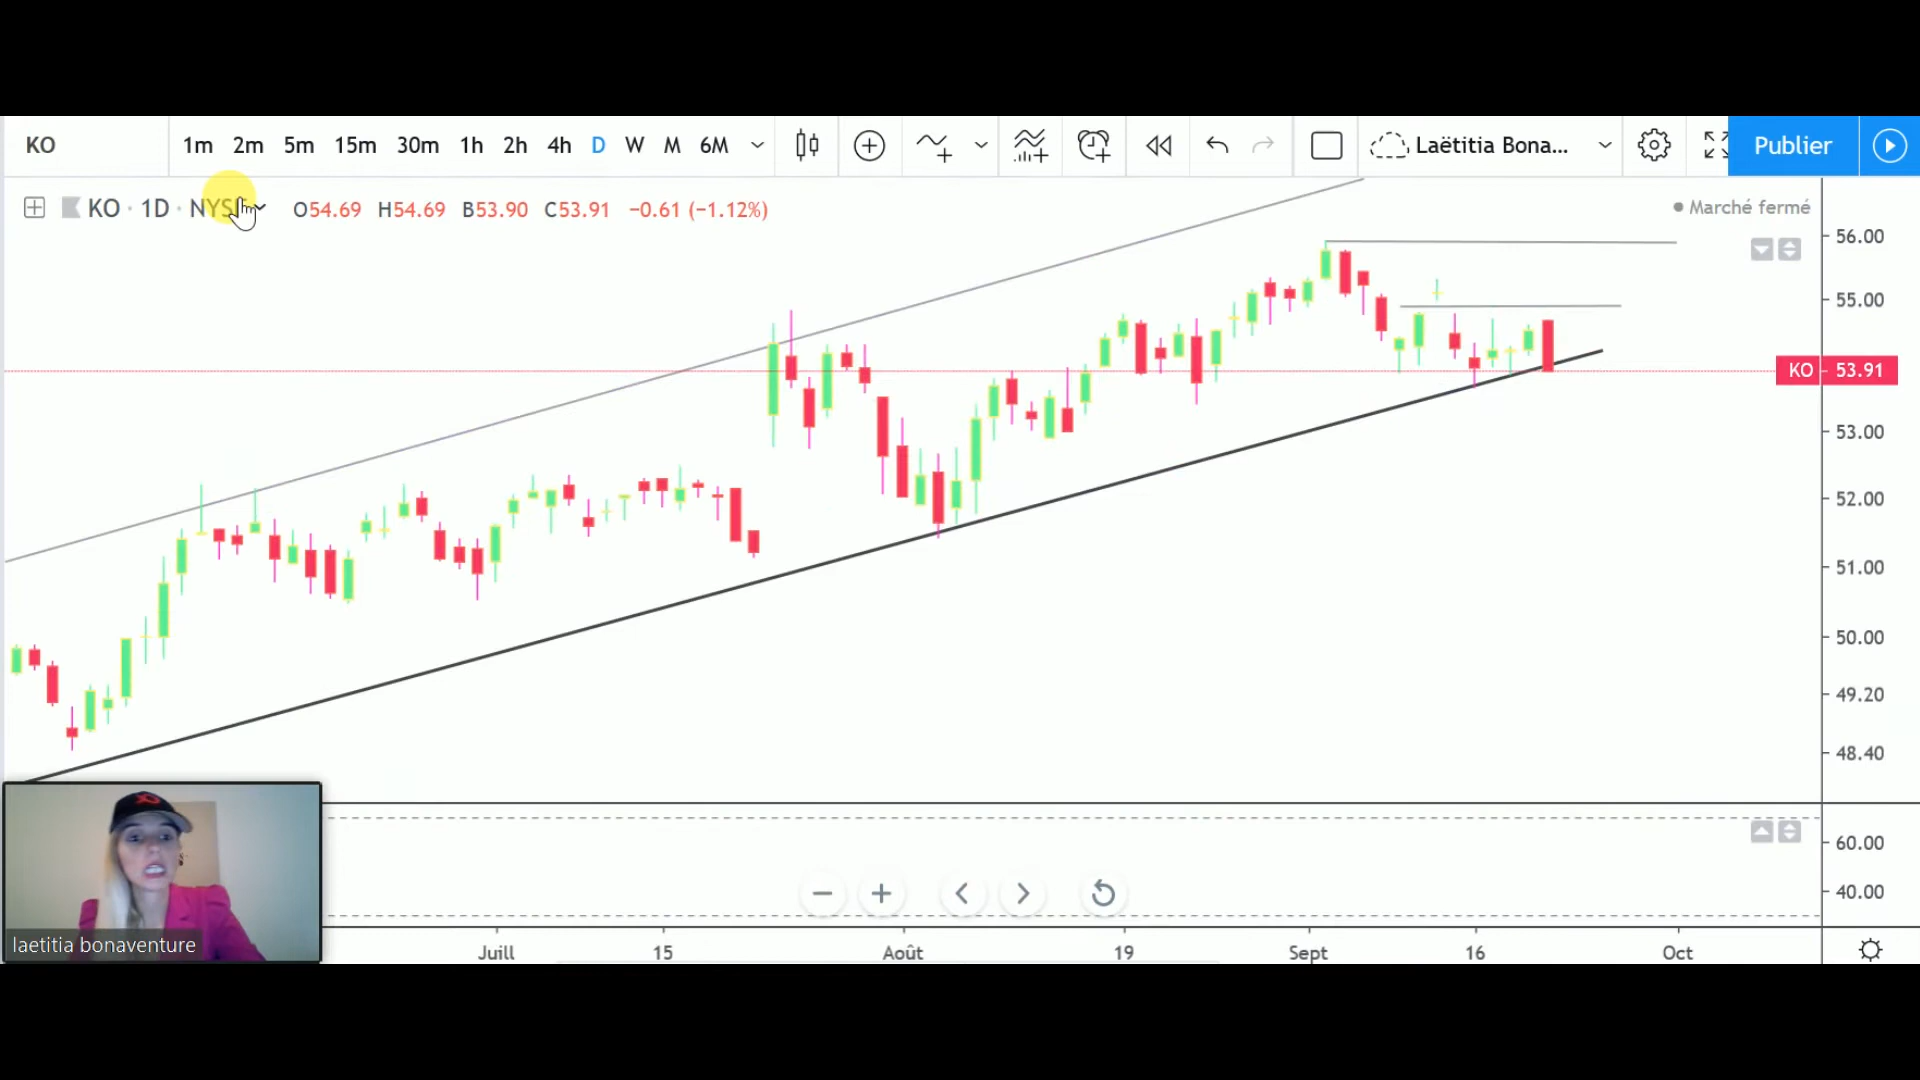 KO 1m 2m 5m 15m 30m 1h 2h 4h D W M 6M Laëtitia Bona... Publier
KO · 1D · O54.69 H54.69 B53.90 C53.91 −0.61 (−1.12%) Marché fermé
56.00
55.00
KO 53.91
53.00
52.00
51.00
50.00
49.20
48.40
60.00
40.00
laetitia bonaventure
Juill 15 Août 19 Sept 16 Oct